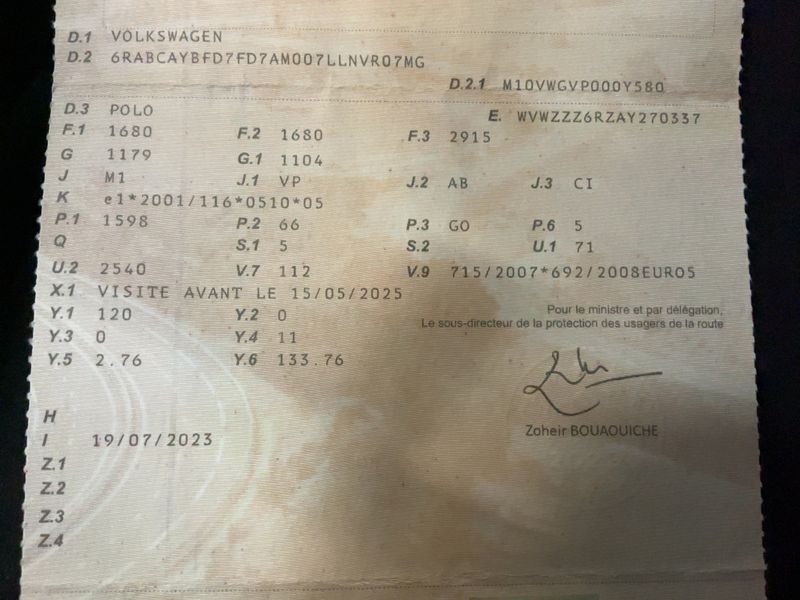 D.1 VOLKSWAGEN
D.2 6RABCAYBFD7FD7AM007LLNVR07MG
D.2.1 M10VWGVP000Y580
D.3 POLO
E. WVWZZZ6RZAY270337
F.1 1680 F.2 1680 F.3 2915
G 1179 G.1 1104
J M1 J.1 VP J.2 AB J.3 CI
K e1*2001/116*0510*05
P.1 1598 P.2 66 P.3 GO P.6 5
Q S.1 5 S.2 U.1 71
U.2 2540 V.7 112 V.9 715/2007*692/2008EURO5
X.1 VISITE AVANT LE 15/05/2025
Y.1 120 Y.2 0
Y.3 0 Y.4 11
Y.5 2.76 Y.6 133.76
Pour le ministre et par délégation,
Le sous-directeur de la protection des usagers de la route
Zoheir BOUAOUICHE
H
I 19/07/2023
Z.1
Z.2
Z.3
Z.4